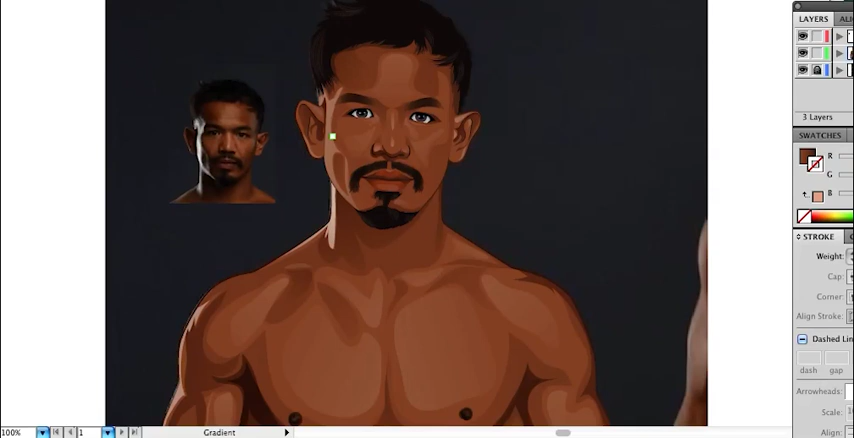 LAYERS
3 Layers
SWATCHES
R
G
B
STROKE
Weight:
Cap:
Corner:
Align Stroke:
Dashed Lin
dash gap
Arrowheads:
Scale:
Align:
100% 1 Gradient